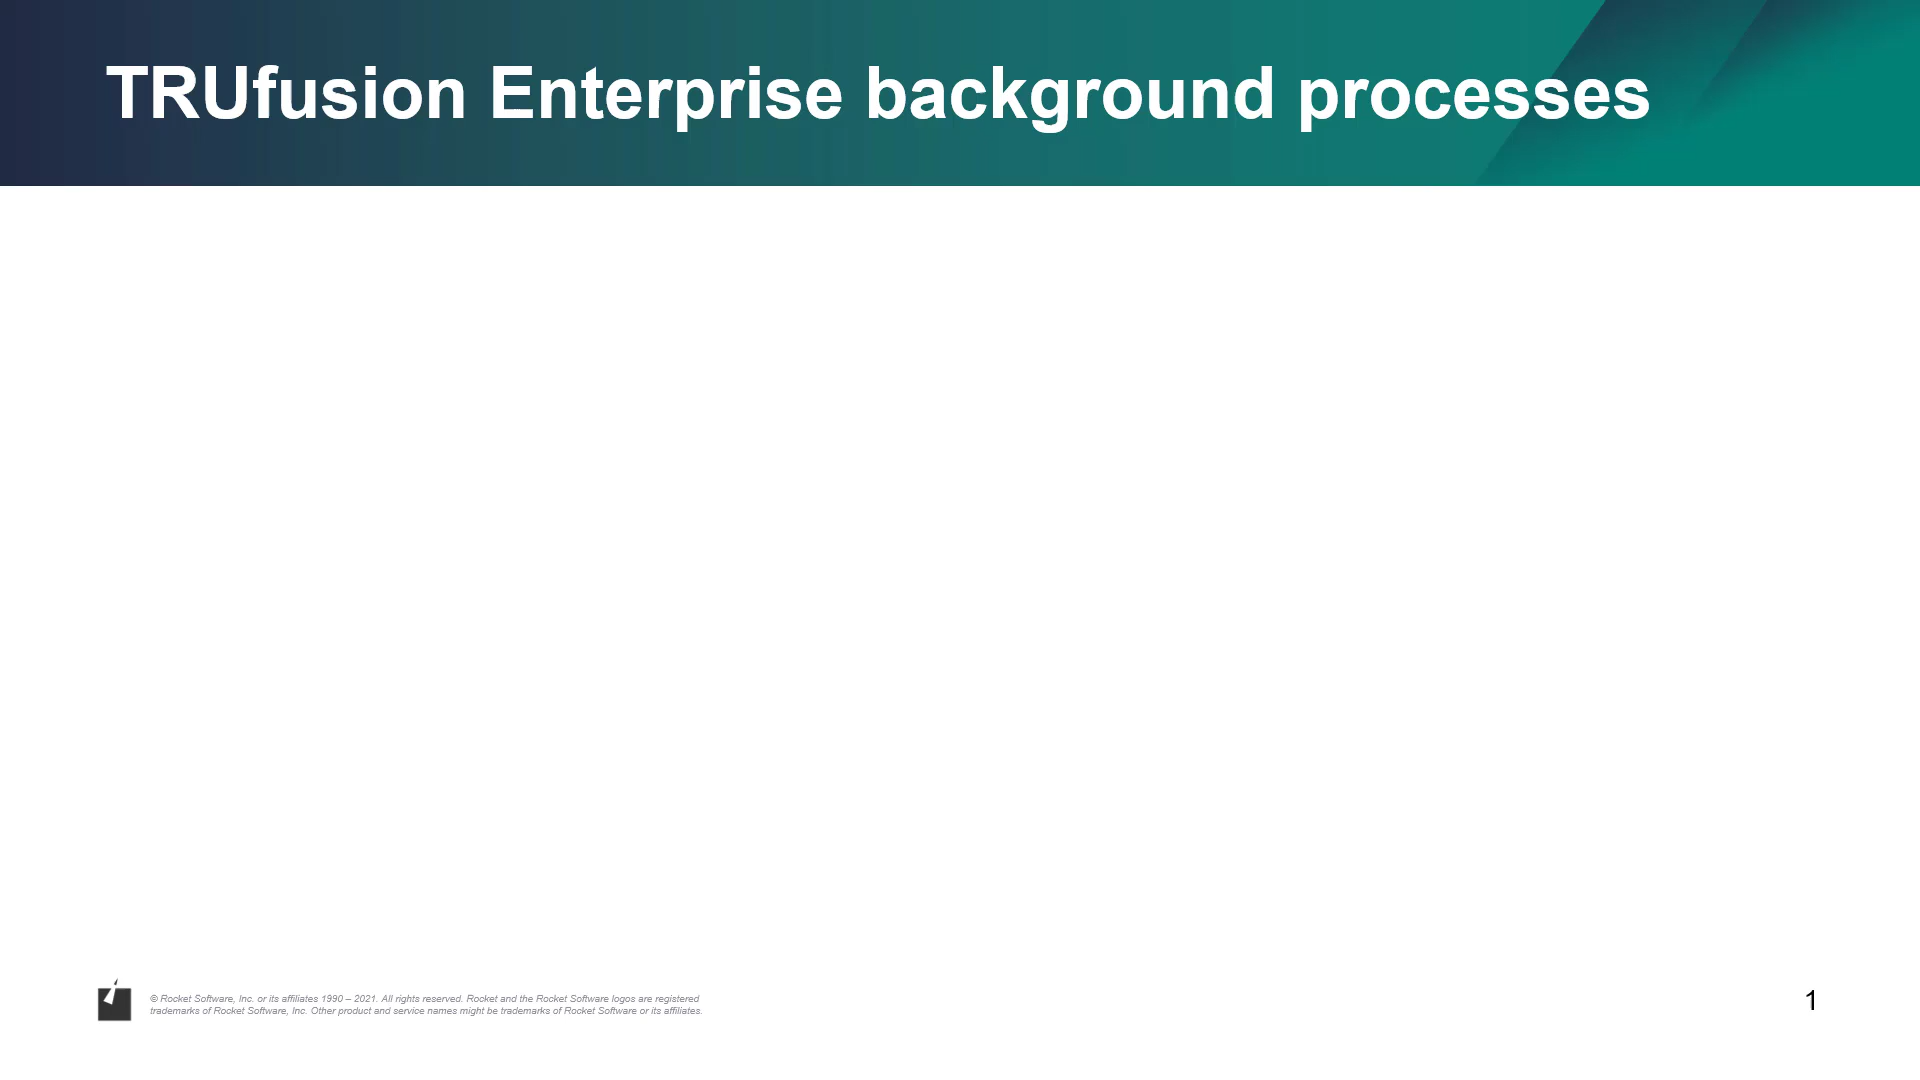 TRUfusion Enterprise background processes
© Rocket Software, Inc. or its affiliates 1990 – 2021. All rights reserved. Rocket and the Rocket Software logos are registered
trademarks of Rocket Software, Inc. Other product and service names might be trademarks of Rocket Software or its affiliates.
1